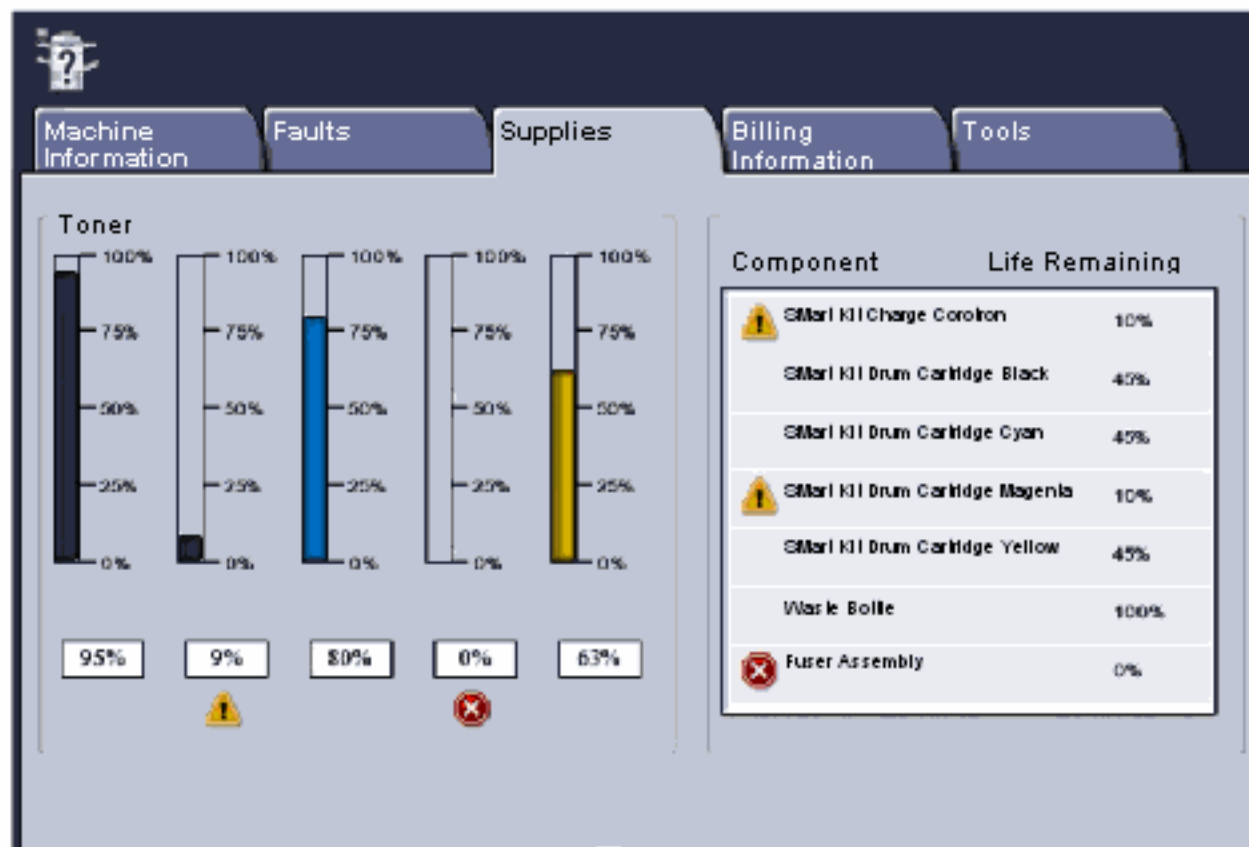 ?
Machine
Information
Faults
Supplies
Billing
Information
Tools
Toner
100% 100% 100% 100% 100%
75% 75% 75% 75% 75%
50% 50% 50% 50% 50%
25% 25% 25% 25% 25%
0% 0% 0% 0% 0%
95% 9% 80% 0% 63%
Component Life Remaining
SMart Kit Charge Corotron 10%
SMart Kit Drum Cartridge Black 45%
SMart Kit Drum Cartridge Cyan 45%
SMart Kit Drum Cartridge Magenta 10%
SMart Kit Drum Cartridge Yellow 45%
Waste Bottle 100%
Fuser Assembly 0%